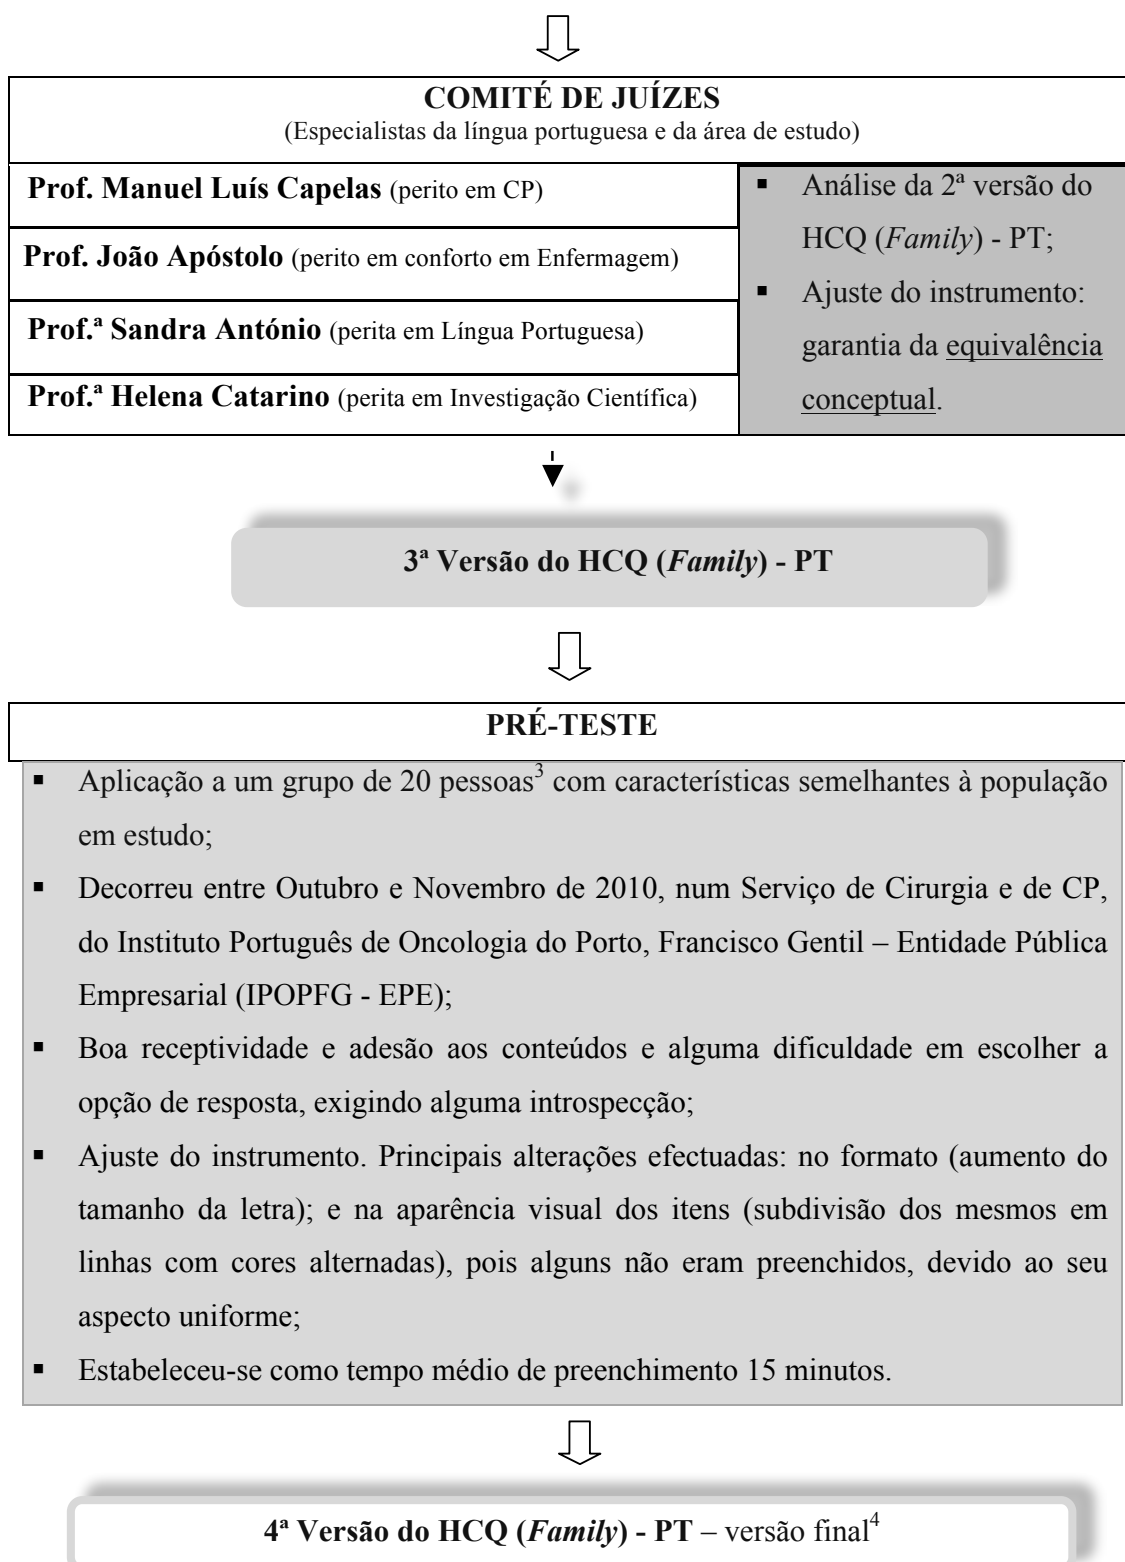 COMITÉ DE JUÍZES
(Especialistas da língua portuguesa e da área de estudo)
Prof. Manuel Luís Capelas (perito em CP)
Prof. João Apóstolo (perito em conforto em Enfermagem)
Prof.ª Sandra António (perita em Língua Portuguesa)
Prof.ª Helena Catarino (perita em Investigação Científica)
▪ Análise da 2ª versão do
HCQ (Family) - PT;
▪ Ajuste do instrumento:
garantia da equivalência
conceptual.
3ª Versão do HCQ (Family) - PT
PRÉ-TESTE
▪ Aplicação a um grupo de 20 pessoas³ com características semelhantes à população
em estudo;
▪ Decorreu entre Outubro e Novembro de 2010, num Serviço de Cirurgia e de CP,
do Instituto Português de Oncologia do Porto, Francisco Gentil – Entidade Pública
Empresarial (IPOPFG - EPE);
▪ Boa receptividade e adesão aos conteúdos e alguma dificuldade em escolher a
opção de resposta, exigindo alguma introspecção;
▪ Ajuste do instrumento. Principais alterações efectuadas: no formato (aumento do
tamanho da letra); e na aparência visual dos itens (subdivisão dos mesmos em
linhas com cores alternadas), pois alguns não eram preenchidos, devido ao seu
aspecto uniforme;
▪ Estabeleceu-se como tempo médio de preenchimento 15 minutos.
4ª Versão do HCQ (Family) - PT – versão final⁴